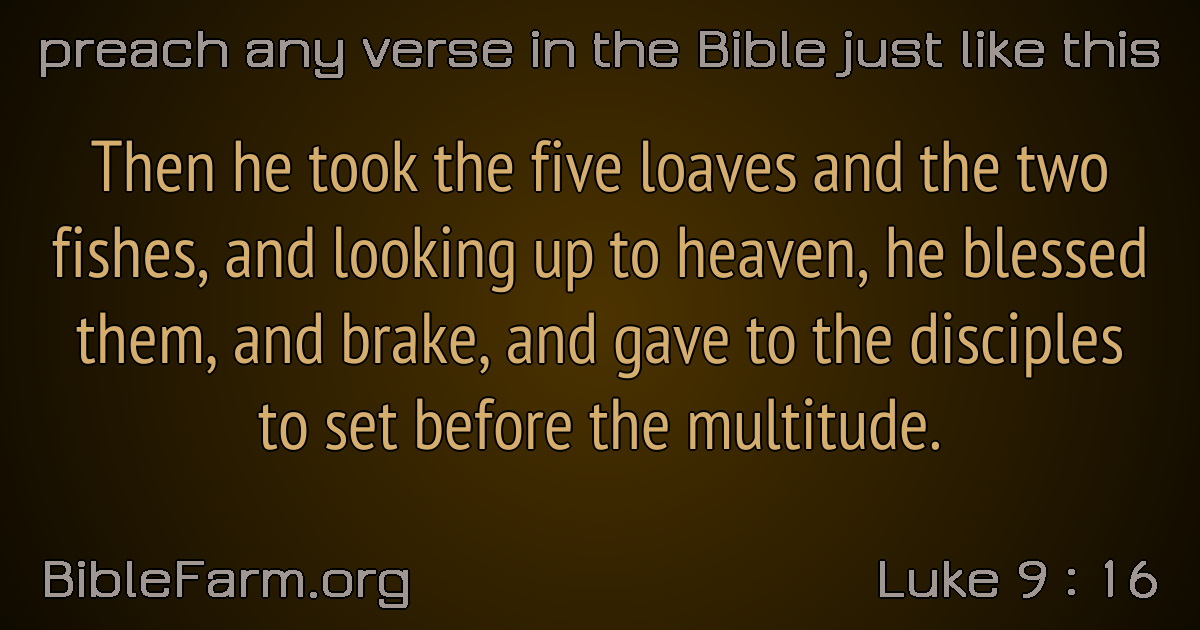 preach any verse in the Bible just like this
Then he took the five loaves and the two
fishes, and looking up to heaven, he blessed
them, and brake, and gave to the disciples
to set before the multitude.
BibleFarm.org
Luke 9 : 16